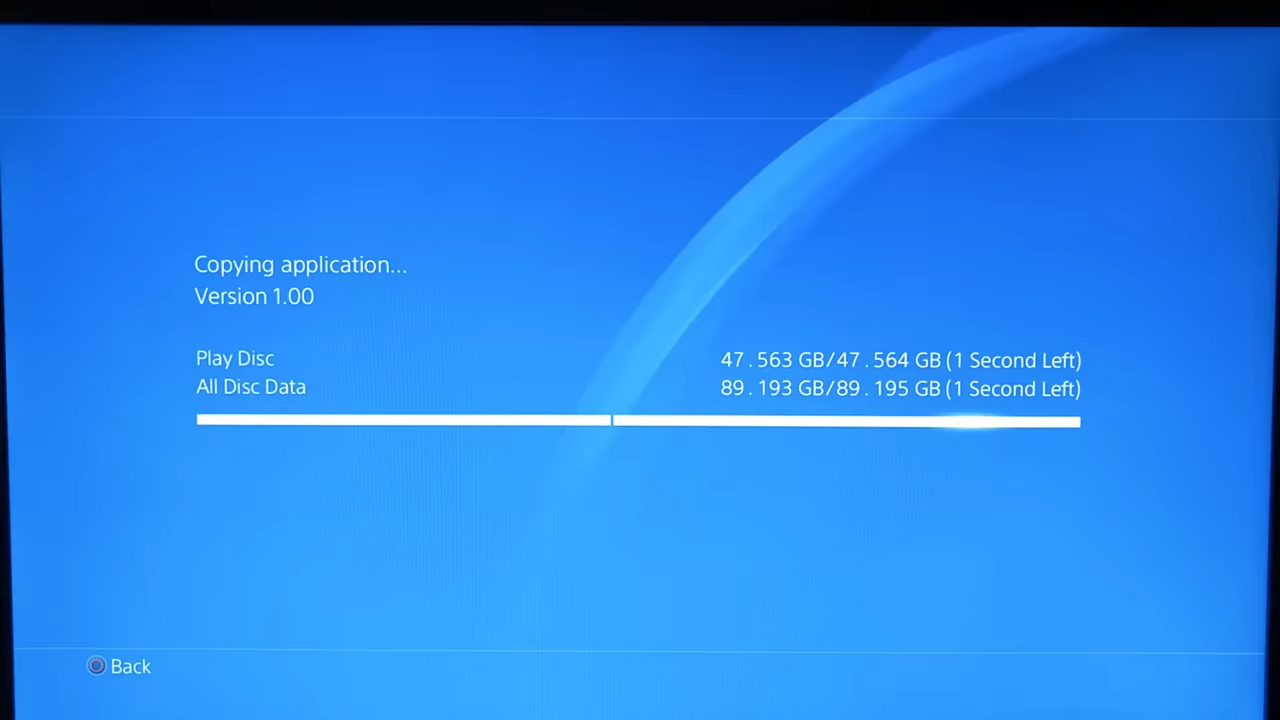 Copying application...
Version 1.00
Play Disc 47.563 GB/47.564 GB (1 Second Left)
All Disc Data 89.193 GB/89.195 GB (1 Second Left)
Back